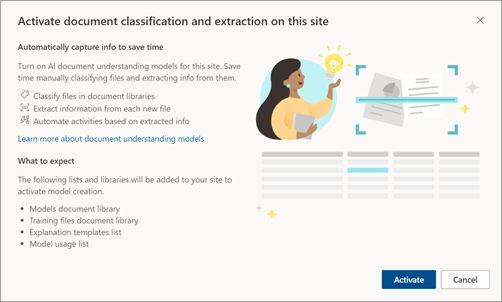 Activate document classification and extraction on this site
Automatically capture info to save time
Turn on AI document understanding models for this site. Save
time manually classifying files and extracting info from them.
Classify files in document libraries
Extract information from each new file
Automate activities based on extracted info
Learn more about document understanding models
What to expect
The following lists and libraries will be added to your site to
activate model creation.
• Models document library
• Training files document library
• Explanation templates list
• Model usage list
Activate
Cancel